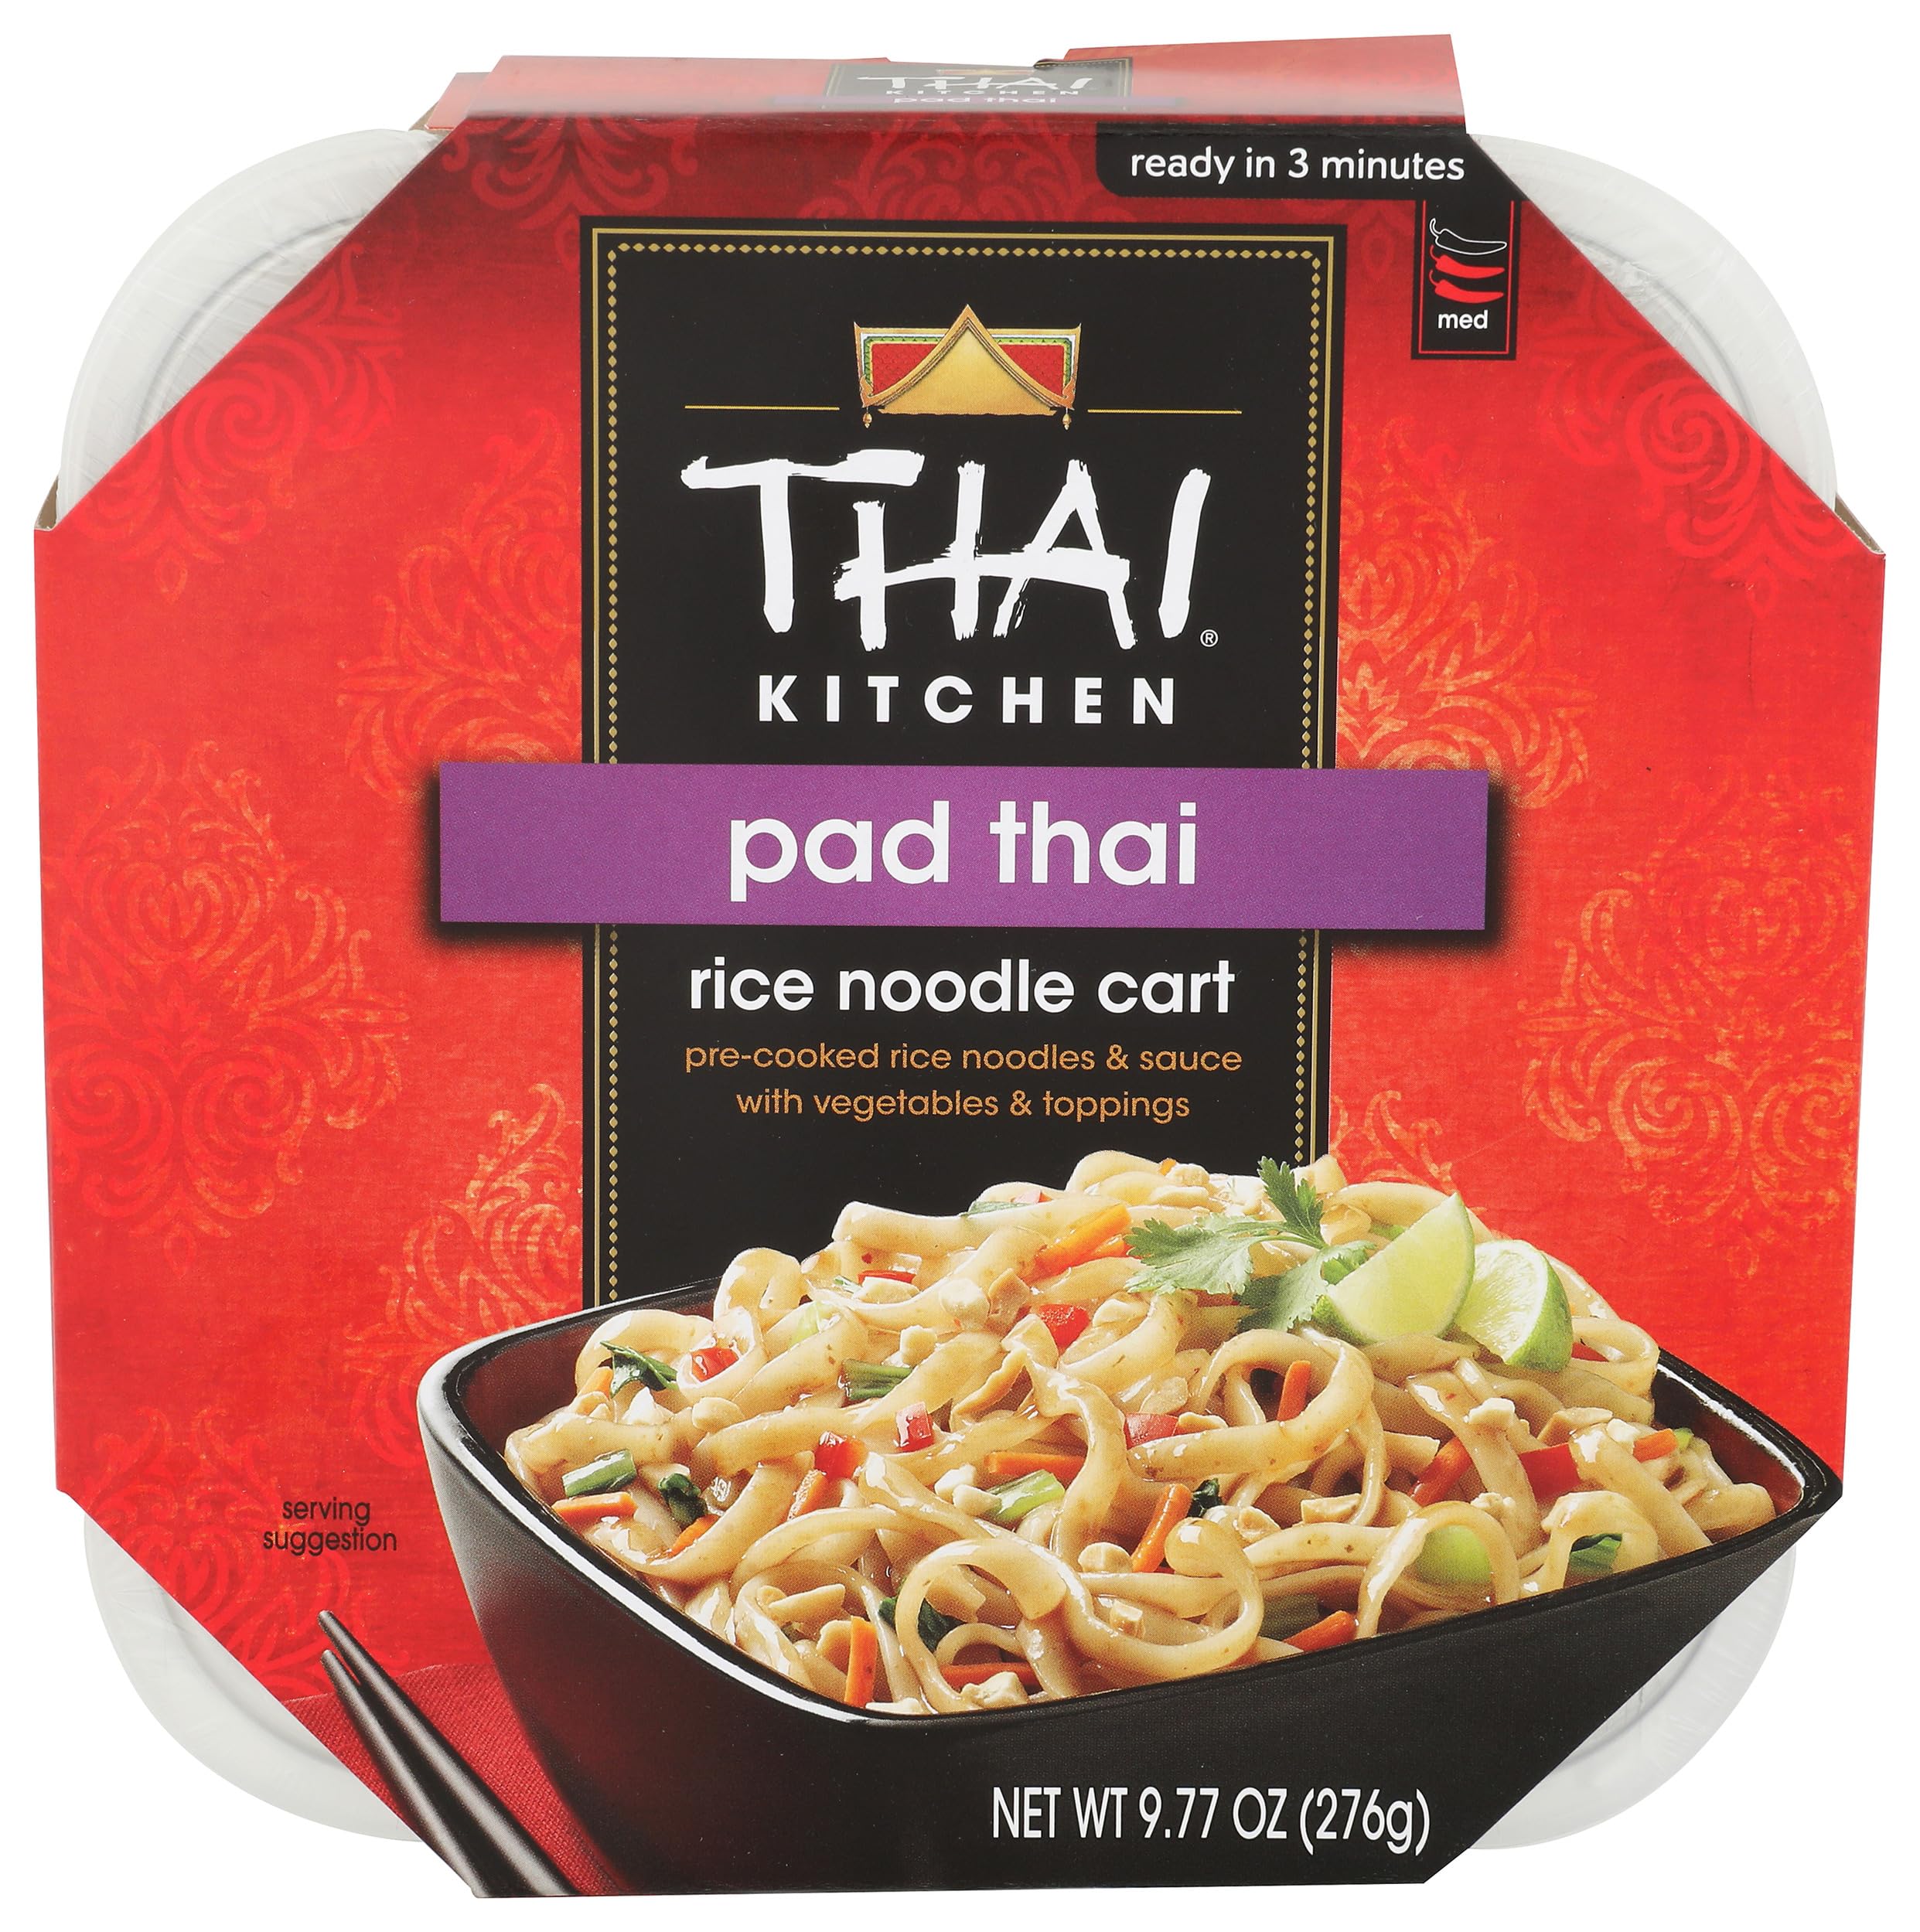 THAI
KITCHEN
pad thai
ready in 3 minutes
med
THAI®
KITCHEN
pad thai
rice noodle cart
pre-cooked rice noodles & sauce
with vegetables & toppings
serving
suggestion
NET WT 9.77 OZ (276g)